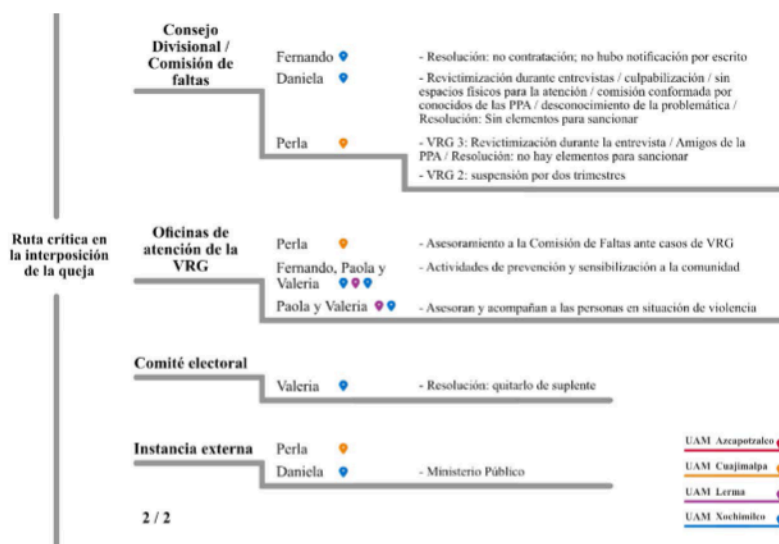 Consejo
Divisional /
Comisión de
faltas
Fernando
- Resolución: no contratación; no hubo notificación por escrito
Daniela
- Revictimización durante entrevistas / culpabilización / sin
espacios físicos para la atención / comisión conformada por
conocidos de las PPA / desconocimiento de la problemática /
Resolución: Sin elementos para sancionar
Perla
- VRG 3: Revictimización durante la entrevista / Amigos de la
PPA / Resolución: no hay elementos para sancionar
- VRG 2: suspensión por dos trimestres
Ruta crítica en
la interposición
de la queja
Oficinas de
atención de la
VRG
Perla
- Asesoramiento a la Comisión de Faltas ante casos de VRG
Fernando, Paola y
Valeria
- Actividades de prevención y sensibilización a la comunidad
Paola y Valeria
- Asesoran y acompañan a las personas en situación de violencia
Comité electoral
Valeria
- Resolución: quitarlo de suplente
Instancia externa
Perla
Daniela
- Ministerio Público
2 / 2
UAM Azcapotzalco
UAM Cuajimalpa
UAM Lerma
UAM Xochimilco